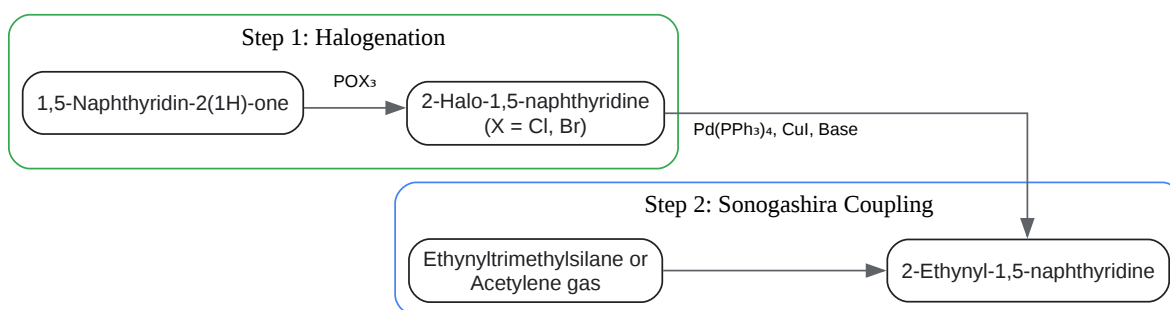 Step 1: Halogenation
1,5-Naphthyridin-2(1H)-one
POX₃
2-Halo-1,5-naphthyridine
(X = Cl, Br)
Pd(PPh₃)₄, CuI, Base
Step 2: Sonogashira Coupling
Ethynyltrimethylsilane or
Acetylene gas
2-Ethynyl-1,5-naphthyridine